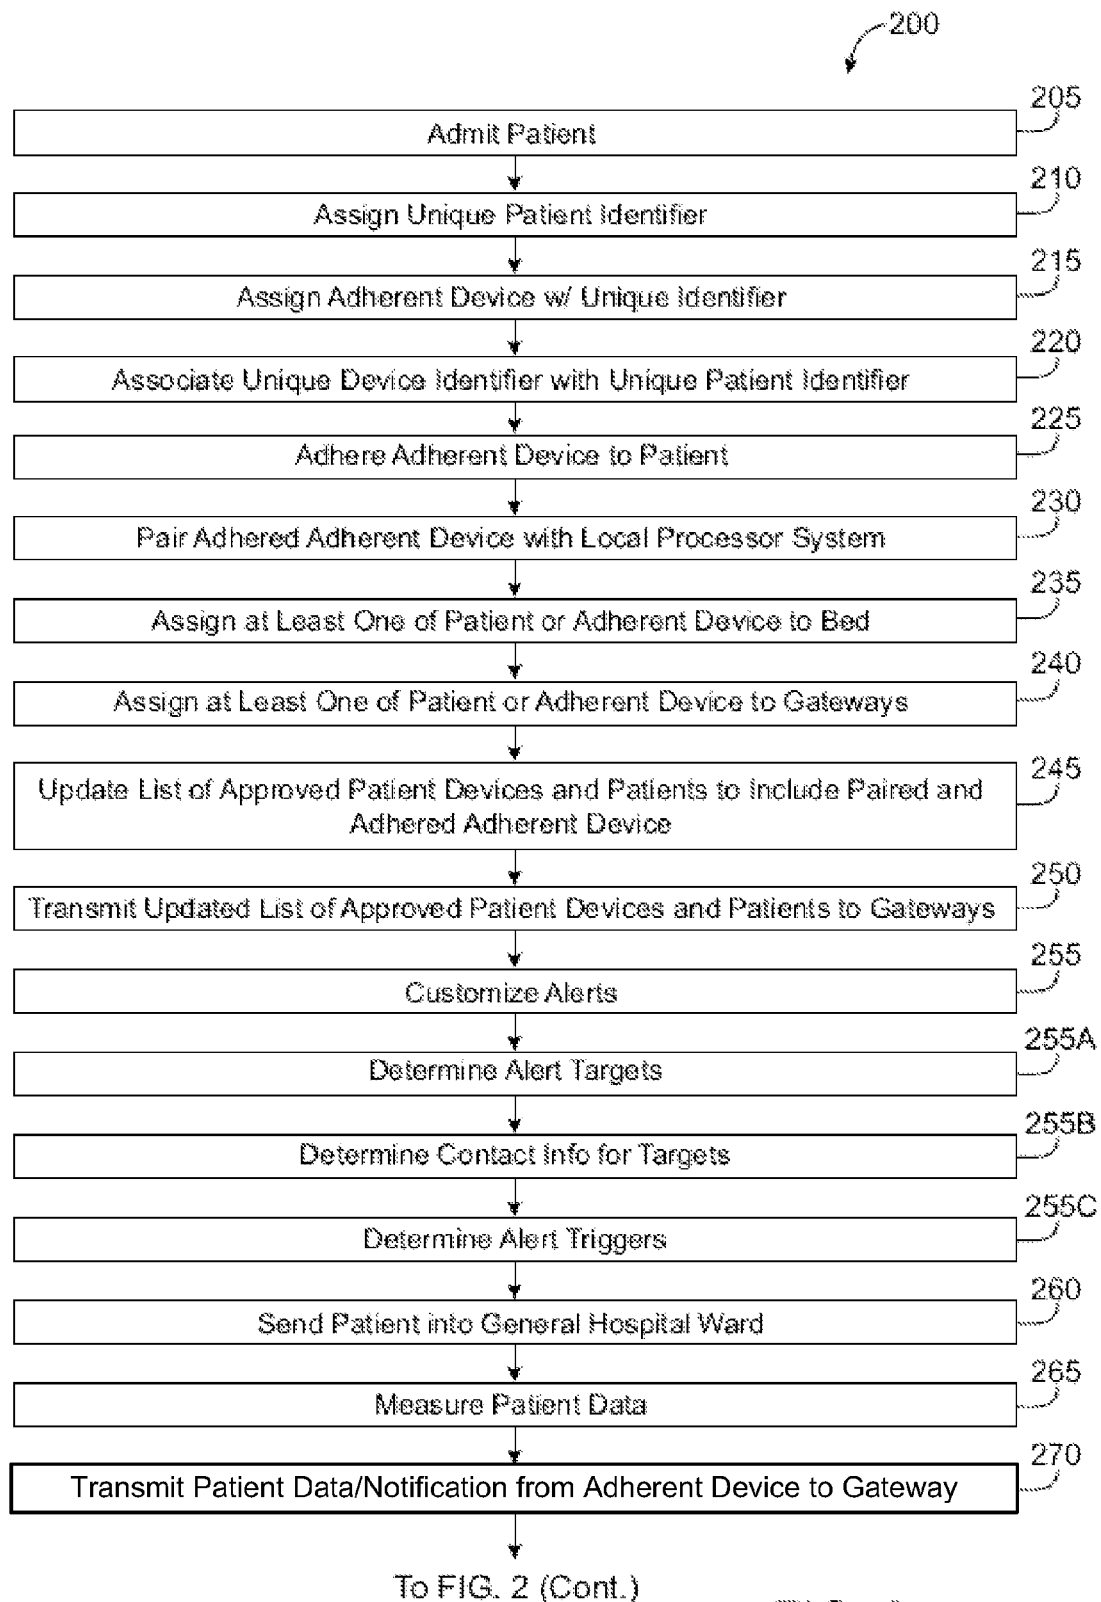 200
205
Admit Patient
210
Assign Unique Patient Identifier
215
Assign Adherent Device w/ Unique Identifier
220
Associate Unique Device Identifier with Unique Patient Identifier
225
Adhere Adherent Device to Patient
230
Pair Adhered Adherent Device with Local Processor System
235
Assign at Least One of Patient or Adherent Device to Bed
240
Assign at Least One of Patient or Adherent Device to Gateways
245
Update List of Approved Patient Devices and Patients to Include Paired and
Adhered Adherent Device
250
Transmit Updated List of Approved Patient Devices and Patients to Gateways
255
Customize Alerts
255A
Determine Alert Targets
255B
Determine Contact Info for Targets
255C
Determine Alert Triggers
260
Send Patient into General Hospital Ward
265
Measure Patient Data
270
Transmit Patient Data/Notification from Adherent Device to Gateway
To FIG. 2 (Cont.)